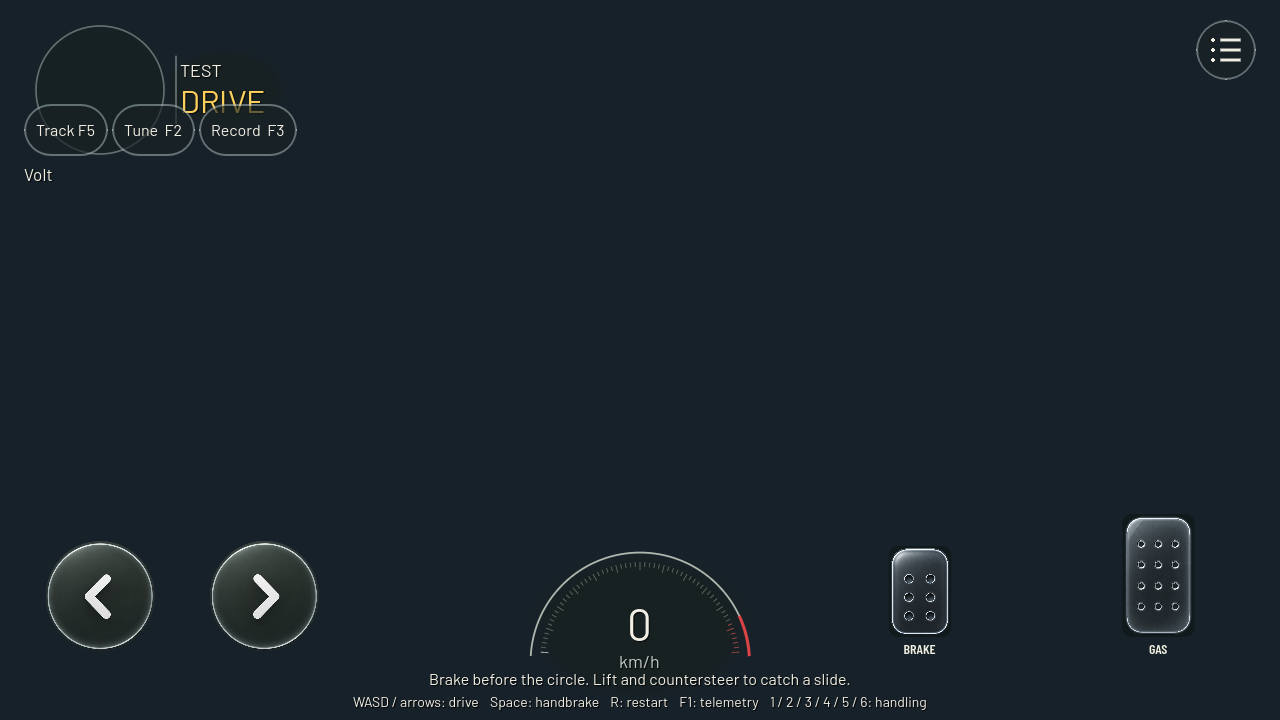 TEST
DRIVE
Track F5
Tune F2
Record F3
Volt
0
km/h
BRAKE
GAS
Brake before the circle. Lift and countersteer to catch a slide.
WASD / arrows: drive Space: handbrake R: restart F1: telemetry 1 / 2 / 3 / 4 / 5 / 6: handling